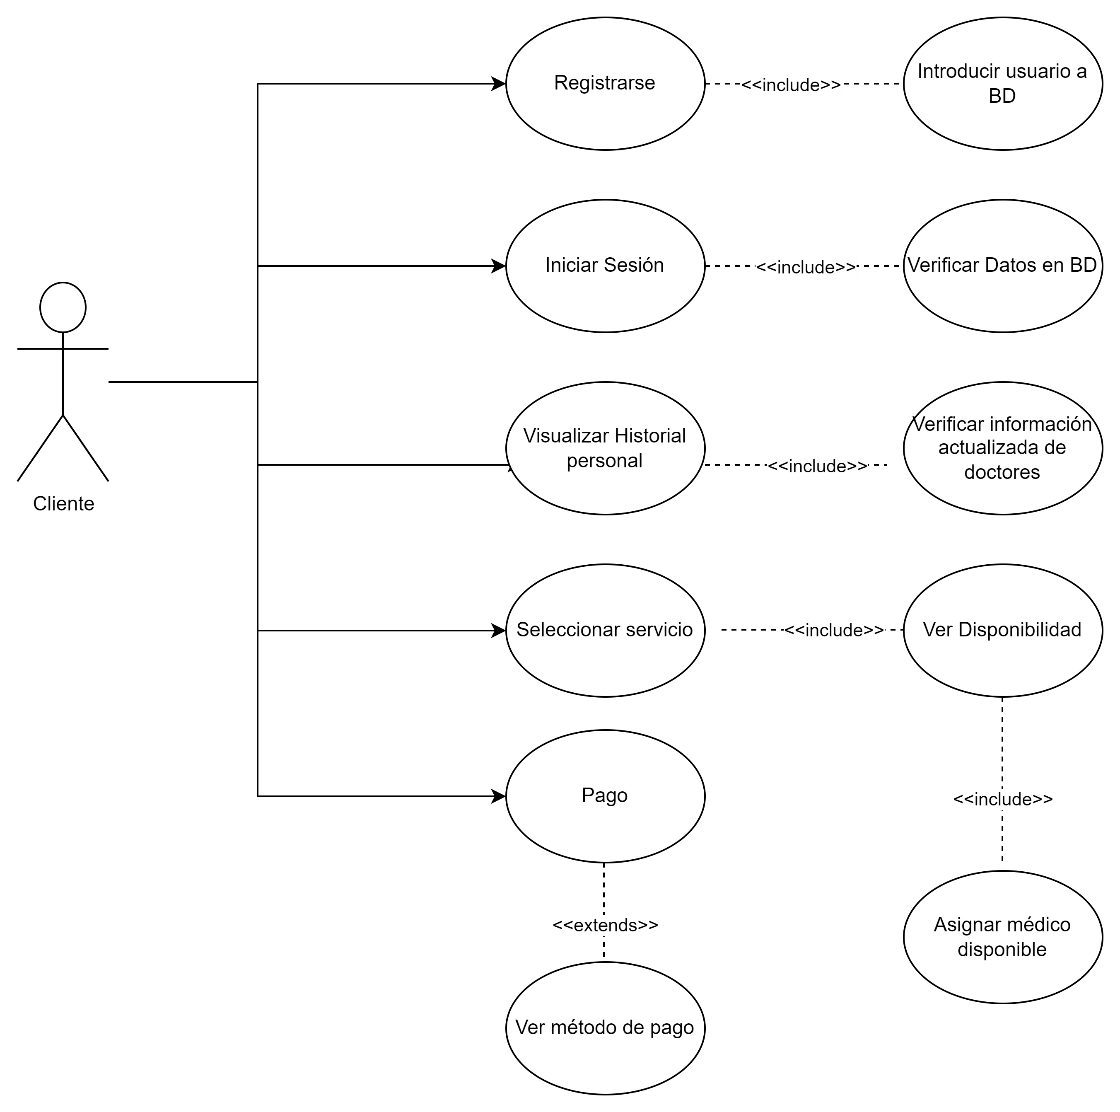 Registrarse
<<include>>
Introducir usuario a
BD
Iniciar Sesión
<<include>>
Verificar Datos en BD
Cliente
Visualizar Historial
personal
<<include>>
Verificar información
actualizada de
doctores
Seleccionar servicio
<<include>>
Ver Disponibilidad
Pago
<<include>>
<<extends>>
Asignar médico
disponible
Ver método de pago